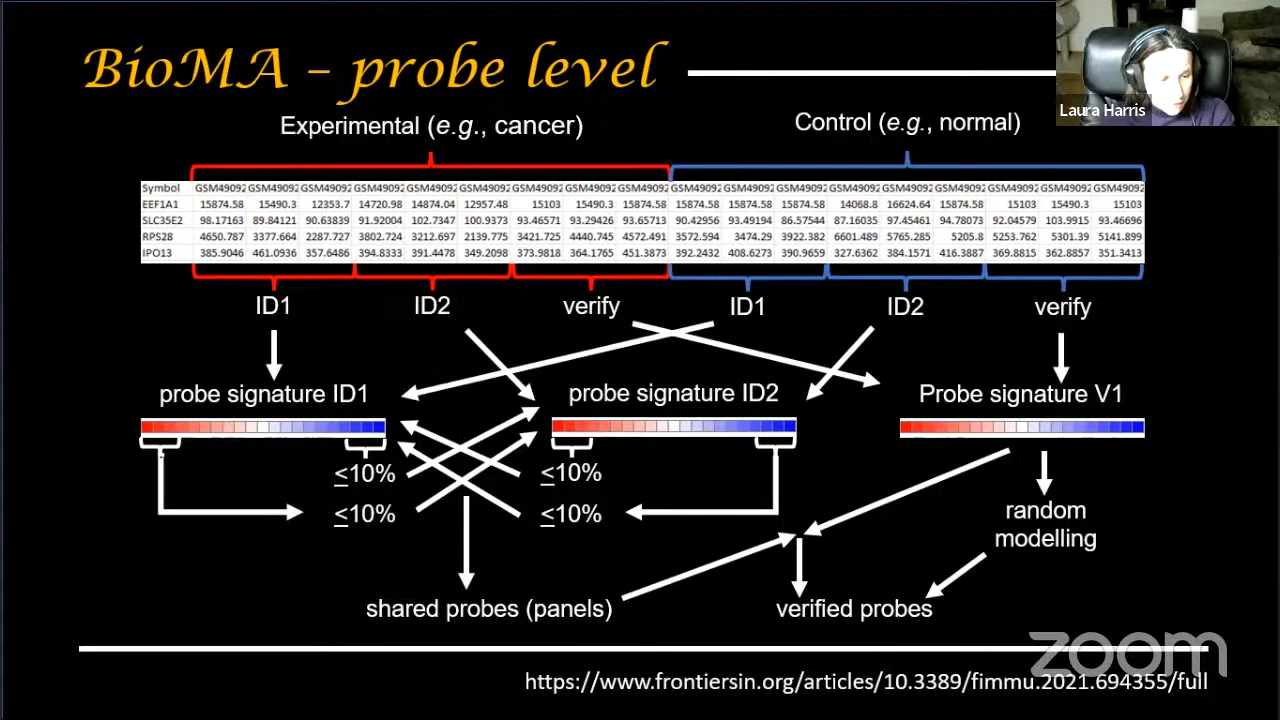 BioMA – probe level
Laura Harris
Experimental (e.g., cancer)
Control (e.g., normal)
Symbol GSM49092 GSM49092 GSM49092 GSM49092 GSM49092 GSM49092 GSM49092 GSM49092 GSM49092 GSM49092 GSM49092 GSM49092 GSM49092 GSM49092 GSM49092 GSM49092 GSM49092 GSM49092
EEF1A1 15874.58 15490.3 12353.7 14720.98 14874.04 12957.48 15103 15490.3 15874.58 15874.58 15874.58 15874.58 14068.8 16624.64 15874.58 15103 15490.3 15103
SLC35E2 98.17163 89.84121 90.63839 91.92004 102.7347 100.9373 93.46571 93.29426 93.65713 90.42956 93.49194 86.57544 87.16035 97.45461 94.78073 92.04579 103.9915 93.46696
RPS28 4650.787 3377.664 2287.727 3802.724 3212.697 2139.775 3421.725 4440.745 4572.491 3572.594 3474.29 3922.382 6601.489 5765.285 5205.8 5253.762 5301.39 5141.899
IPO13 385.9046 461.0936 357.6486 394.8333 391.4478 349.2098 373.9818 364.1765 451.3873 392.2432 408.6273 390.9659 327.6362 384.1571 416.3887 369.8815 362.8857 351.3413
ID1 ID2 verify ID1 ID2 verify
probe signature ID1 probe signature ID2 Probe signature V1
≤10% ≤10%
≤10% ≤10%
random
modelling
shared probes (panels) verified probes
zoom
https://www.frontiersin.org/articles/10.3389/fimmu.2021.694355/full